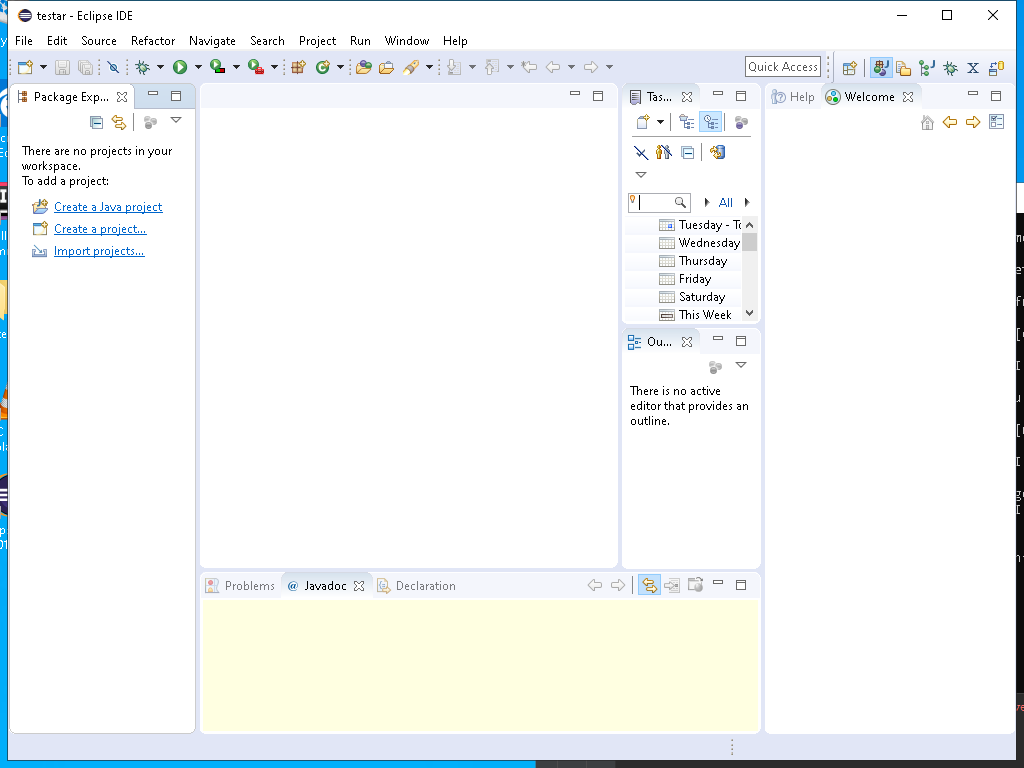 testar - Eclipse IDE
File Edit Source Refactor Navigate Search Project Run Window Help
Quick Access
Package Exp...
There are no projects in your
workspace.
To add a project:
Create a Java project
Create a project...
Import projects...
Tas...
All
Tuesday - To
Wednesday
Thursday
Friday
Saturday
This Week
Ou...
There is no active
editor that provides an
outline.
Help Welcome
Problems @ Javadoc Declaration